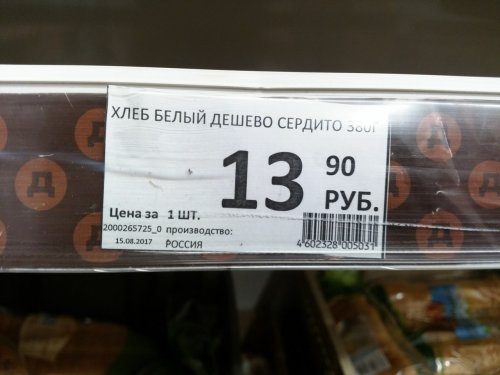 ХЛЕБ БЕЛЫЙ ДЕШЕВО СЕРДИТО 380Г
13 90
РУБ.
Цена за 1 ШТ.
2000265725_0 производство:
15.08.2017 РОССИЯ
4 602328 005031
Д Д Д Д Д